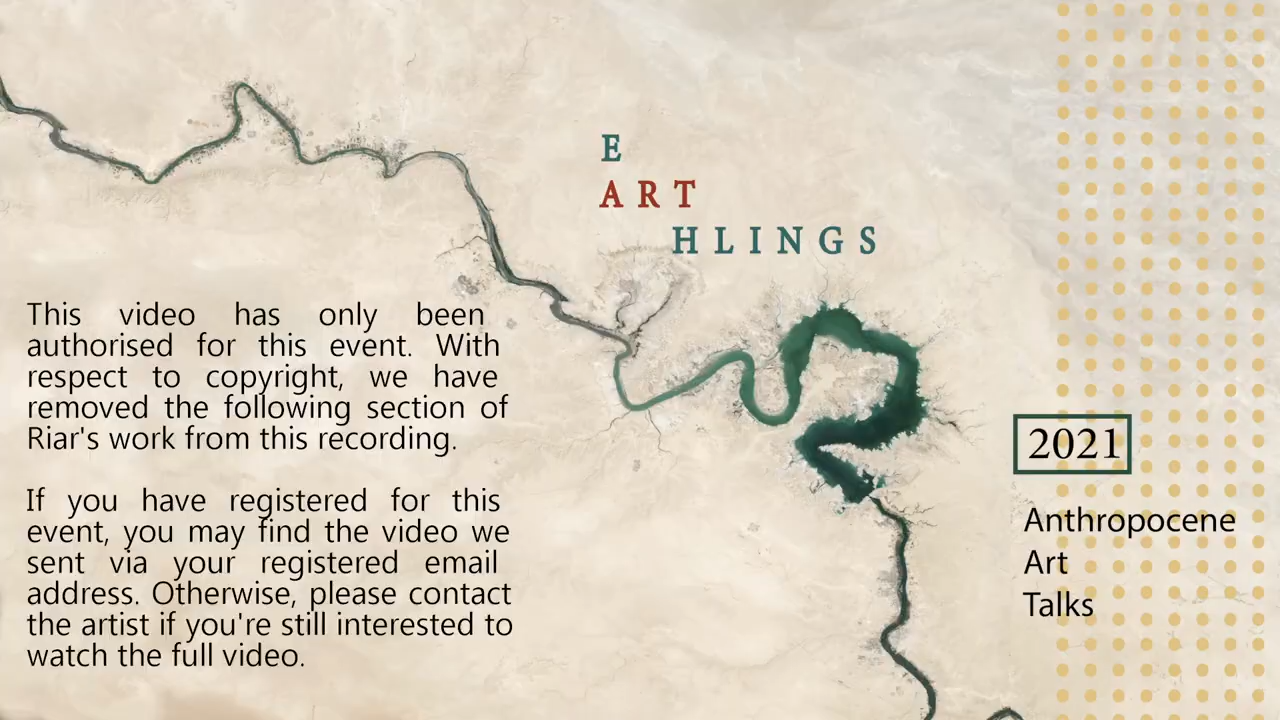 E
ART
HLINGS
This video has only been
authorised for this event. With
respect to copyright, we have
removed the following section of
Riar's work from this recording.
If you have registered for this
event, you may find the video we
sent via your registered email
address. Otherwise, please contact
the artist if you're still interested to
watch the full video.
2021
Anthropocene
Art
Talks